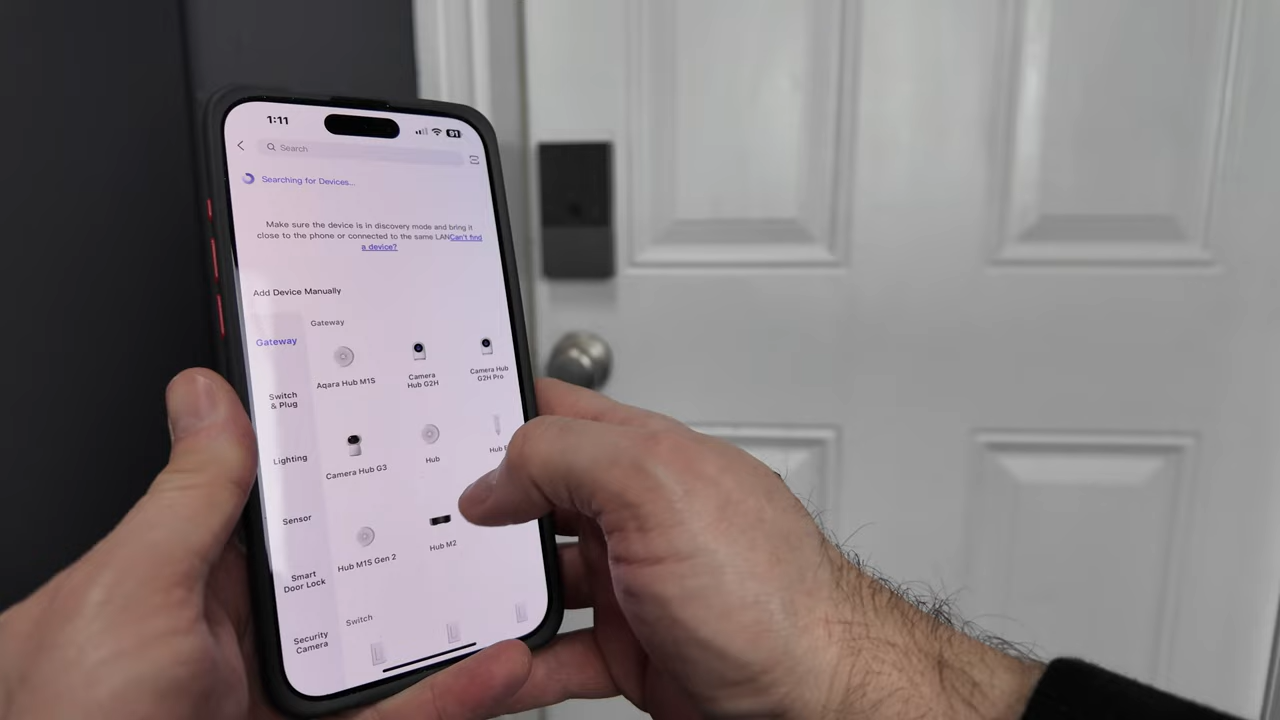 1:11
91
Search
Searching for Devices...
Make sure the device is in discovery mode and bring it
close to the phone or connected to the same LANCan't find
a device?
Add Device Manually
Gateway
Gateway
Aqara Hub M1S
Camera
Hub G2H
Camera Hub
G2H Pro
Switch
& Plug
Camera Hub G3
Hub
Hub
Lighting
Hub M1S Gen 2
Hub M2
Sensor
Smart
Door Lock
Switch
Security
Camera